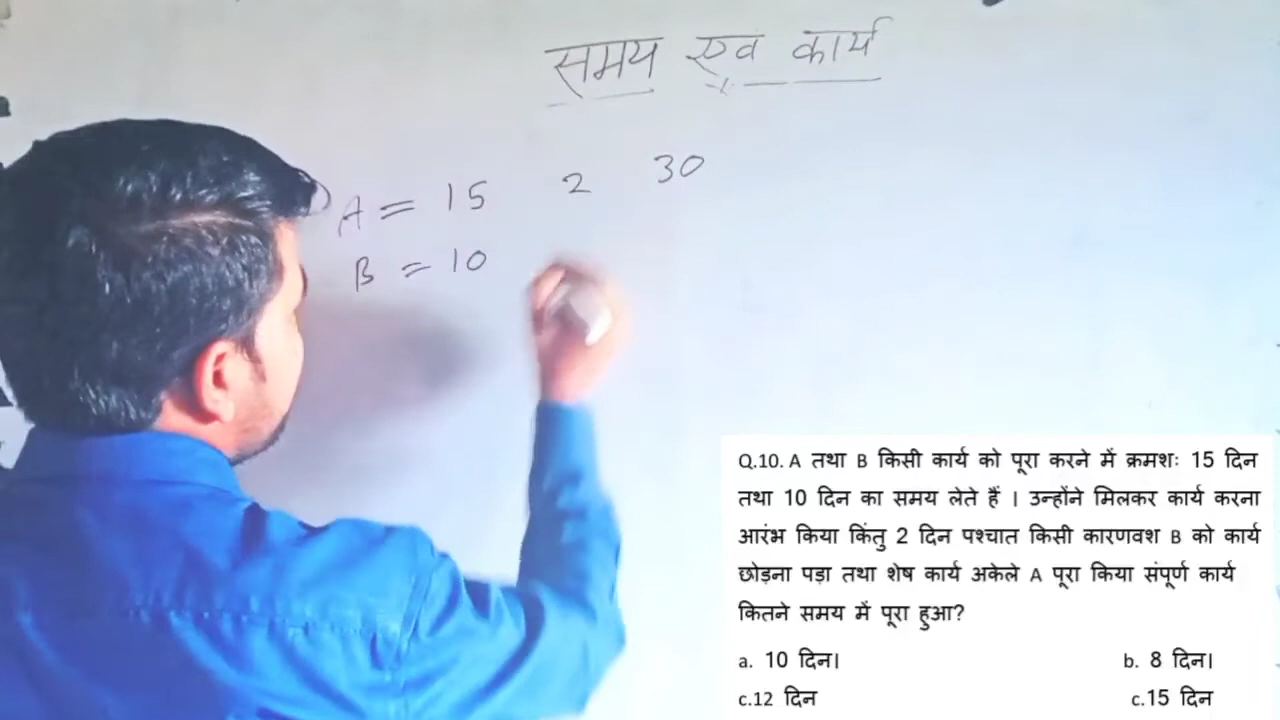 समय एवं कार्य
A = 15 2 30
B = 10
Q.10. A तथा B किसी कार्य को पूरा करने में क्रमशः 15 दिन
तथा 10 दिन का समय लेते हैं । उन्होंने मिलकर कार्य करना
आरंभ किया किंतु 2 दिन पश्चात किसी कारणवश B को कार्य
छोड़ना पड़ा तथा शेष कार्य अकेले A पूरा किया संपूर्ण कार्य
कितने समय में पूरा हुआ?
a. 10 दिन। b. 8 दिन।
c.12 दिन c.15 दिन